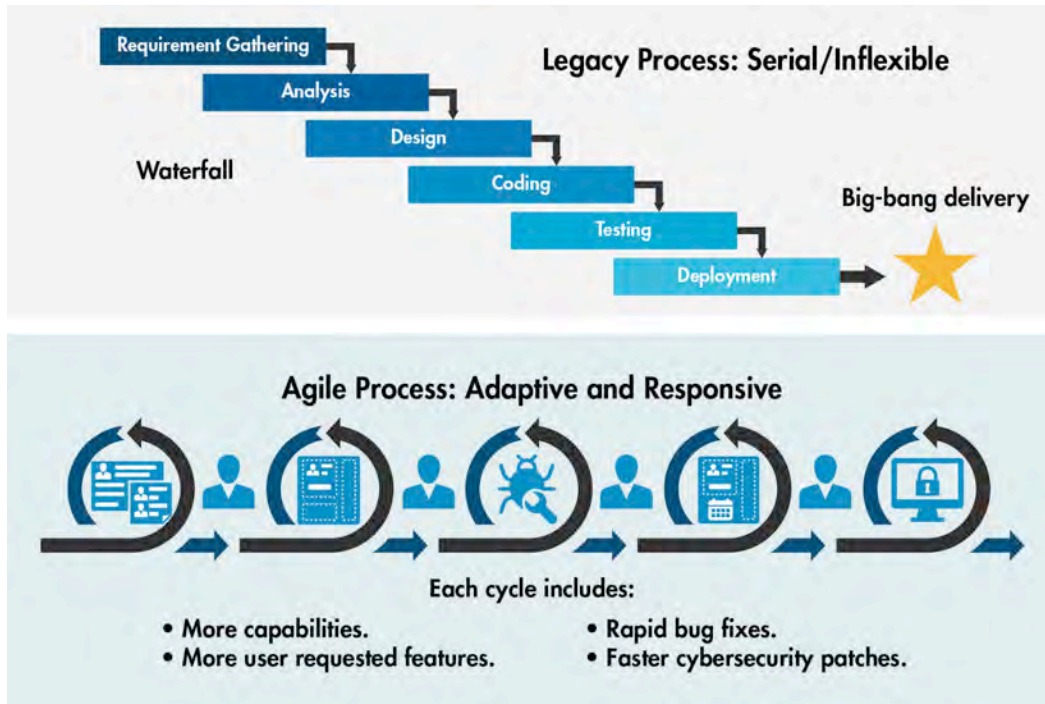 Requirement Gathering
Legacy Process: Serial/Inflexible
Analysis
Design
Waterfall
Coding
Big-bang delivery
Testing
Deployment
Agile Process: Adaptive and Responsive
Each cycle includes:
• More capabilities.
• More user requested features.
• Rapid bug fixes.
• Faster cybersecurity patches.